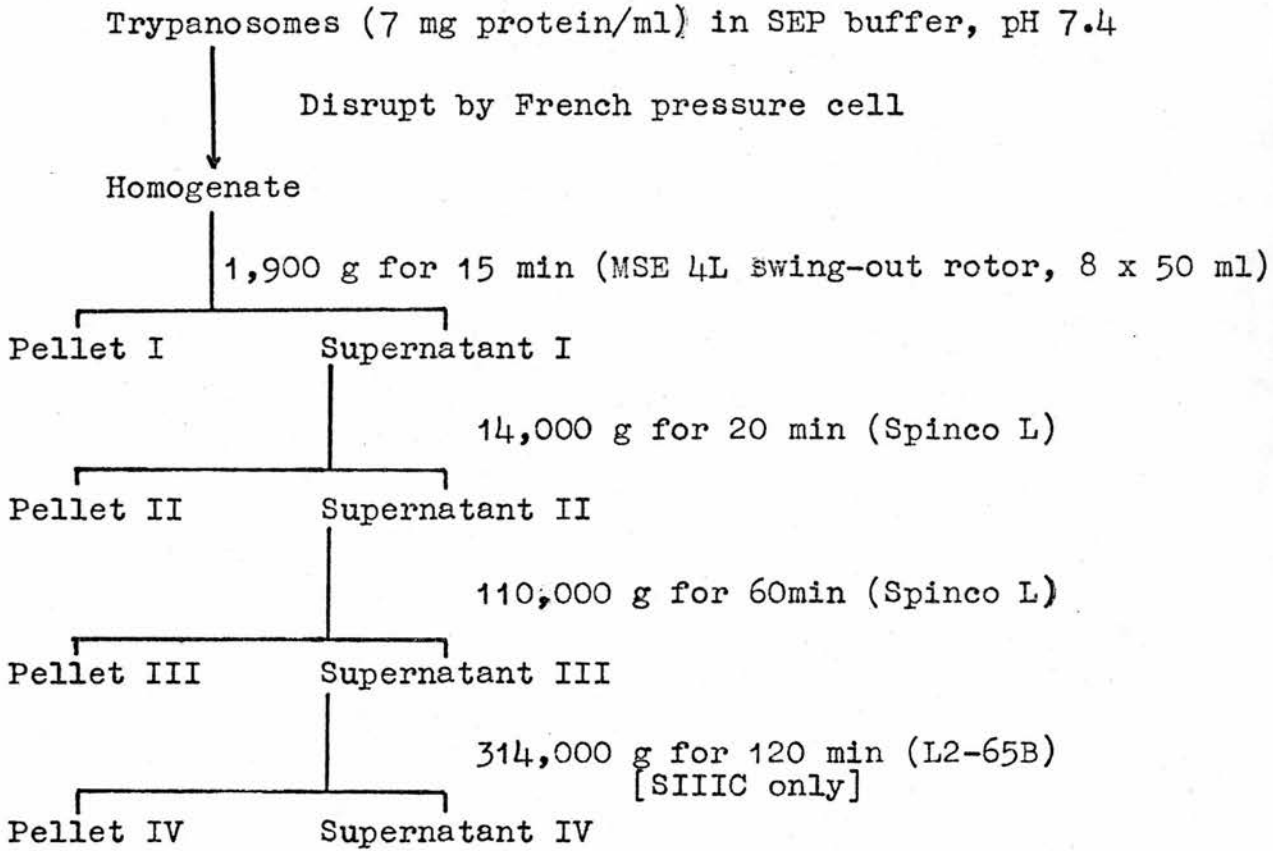 Trypanosomes (7 mg protein/ml) in SEP buffer, pH 7.4
Disrupt by French pressure cell
Homogenate
1,900 g for 15 min (MSE 4L swing-out rotor, 8 x 50 ml)
Pellet I Supernatant I
14,000 g for 20 min (Spinco L)
Pellet II Supernatant II
110,000 g for 60min (Spinco L)
Pellet III Supernatant III
314,000 g for 120 min (L2-65B)
[SIIIC only]
Pellet IV Supernatant IV